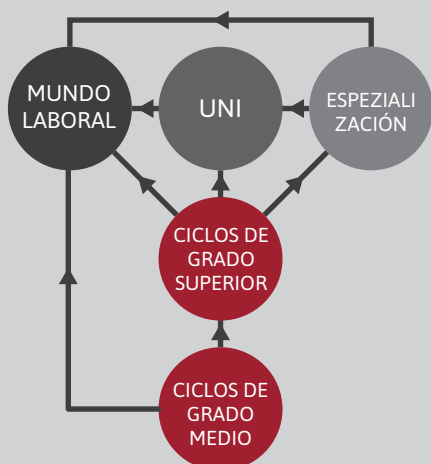 MUNDO
LABORAL
UNI
ESPEZIALI
ZACIÓN
CICLOS DE
GRADO
SUPERIOR
CICLOS DE
GRADO
MEDIO